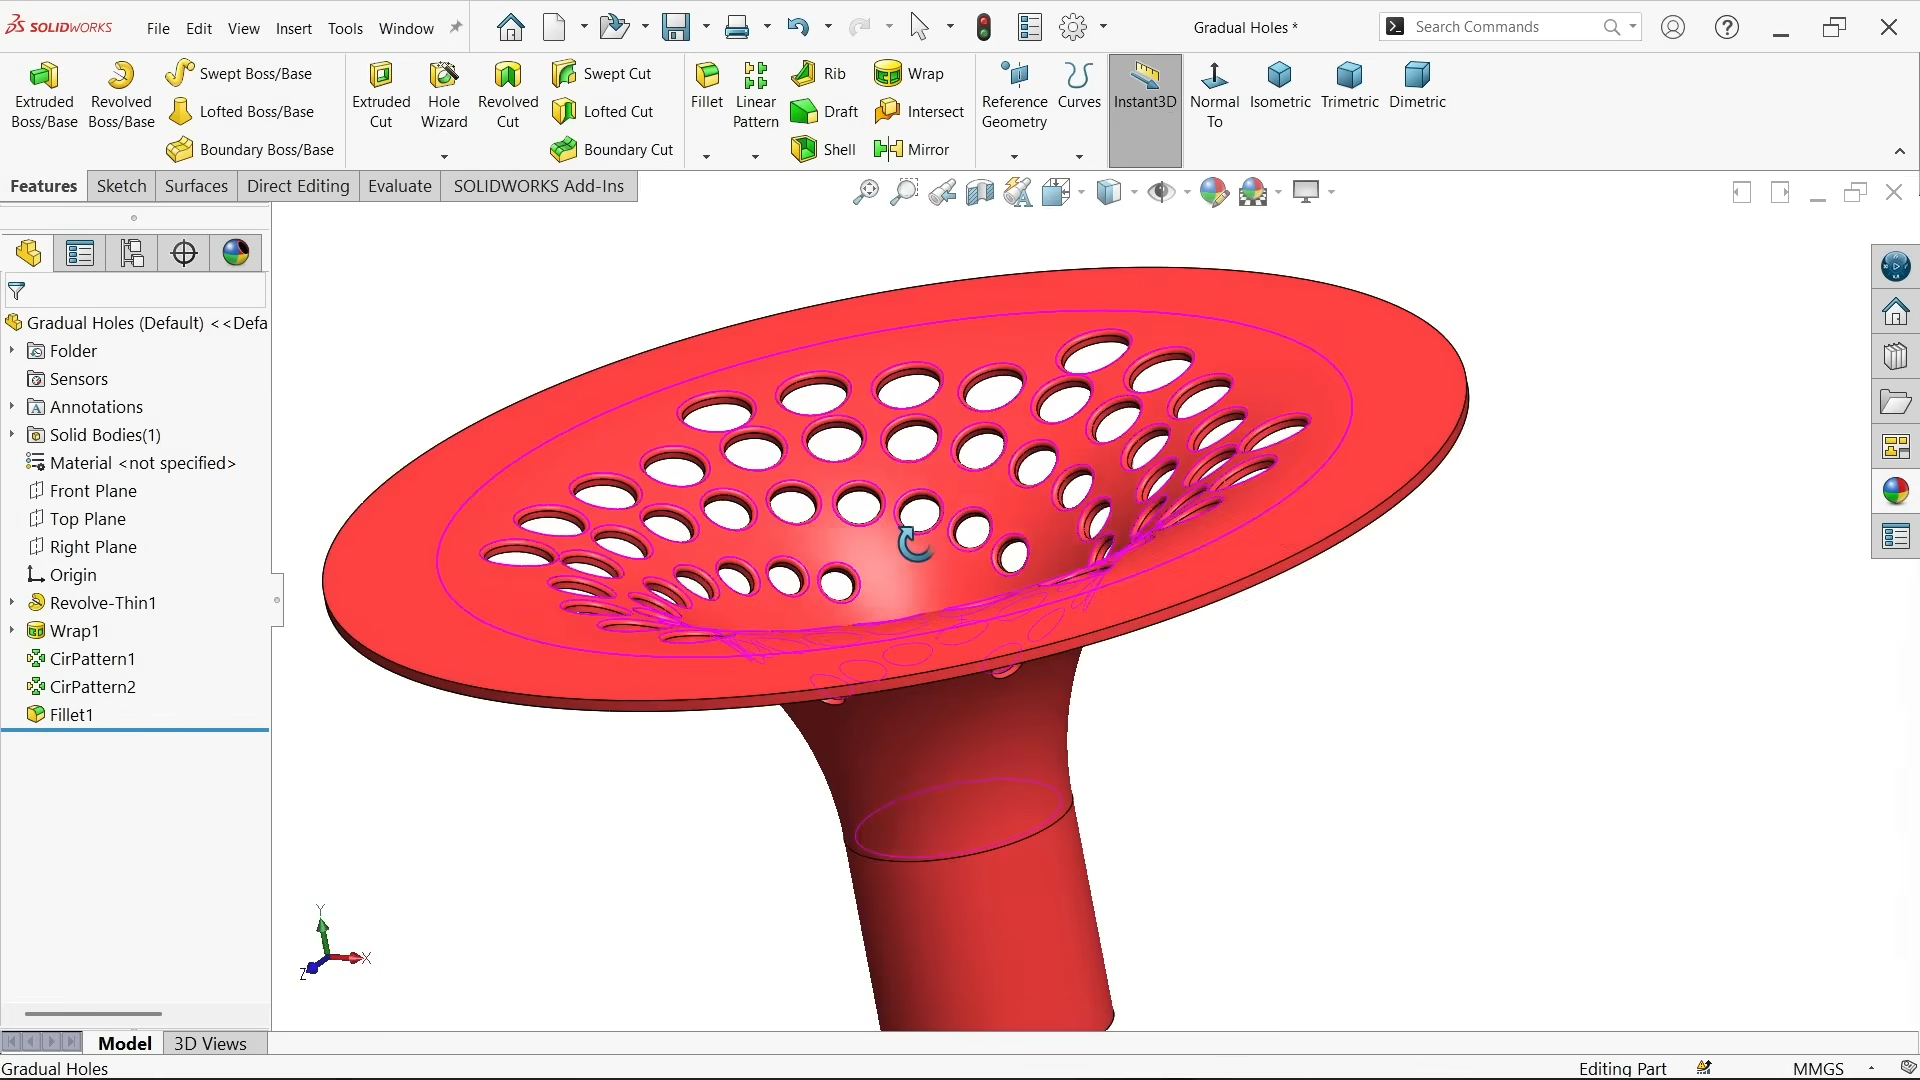 SOLIDWORKS File Edit View Insert Tools Window Gradual Holes * Search Commands
Extruded Boss/Base
Revolved Boss/Base
Swept Boss/Base
Lofted Boss/Base
Boundary Boss/Base
Extruded Cut
Hole Wizard
Revolved Cut
Swept Cut
Lofted Cut
Boundary Cut
Fillet
Linear Pattern
Rib
Draft
Shell
Wrap
Intersect
Mirror
Reference Geometry
Curves
Instant3D
Normal To
Isometric
Trimetric
Dimetric
Features Sketch Surfaces Direct Editing Evaluate SOLIDWORKS Add-Ins
Gradual Holes (Default) <<Defa
Folder
Sensors
Annotations
Solid Bodies(1)
Material <not specified>
Front Plane
Top Plane
Right Plane
Origin
Revolve-Thin1
Wrap1
CirPattern1
CirPattern2
Fillet1
Y
X
Z
Model 3D Views
Gradual Holes Editing Part MMGS